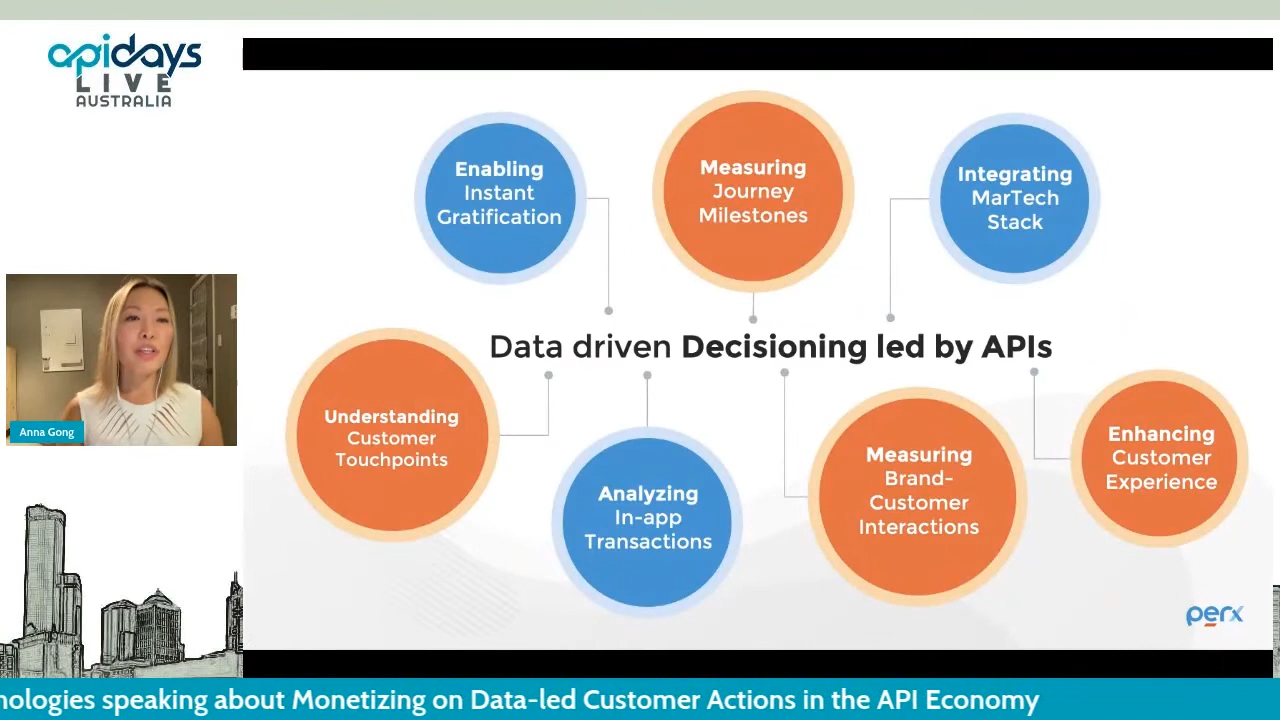 apidays
LIVE
AUSTRALIA
Enabling
Instant
Gratification
Measuring
Journey
Milestones
Integrating
MarTech
Stack
Data driven Decisioning led by APIs
Understanding
Customer
Touchpoints
Analyzing
In-app
Transactions
Measuring
Brand-
Customer
Interactions
Enhancing
Customer
Experience
Anna Gong
perx
nologies speaking about Monetizing on Data-led Customer Actions in the API Economy